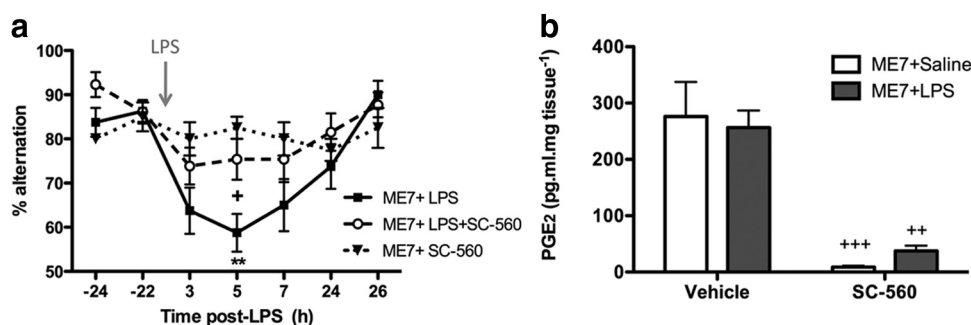 a
LPS
100
90
80
70
60
50
% alternation
+
**
ME7+ LPS
ME7+ LPS+SC-560
ME7+ SC-560
-24 -22 3 5 7 24 26
Time post-LPS (h)
b
400
300
200
100
0
PGE2 (pg.ml.mg tissue-1)
ME7+Saline
ME7+LPS
+++ ++
Vehicle SC-560